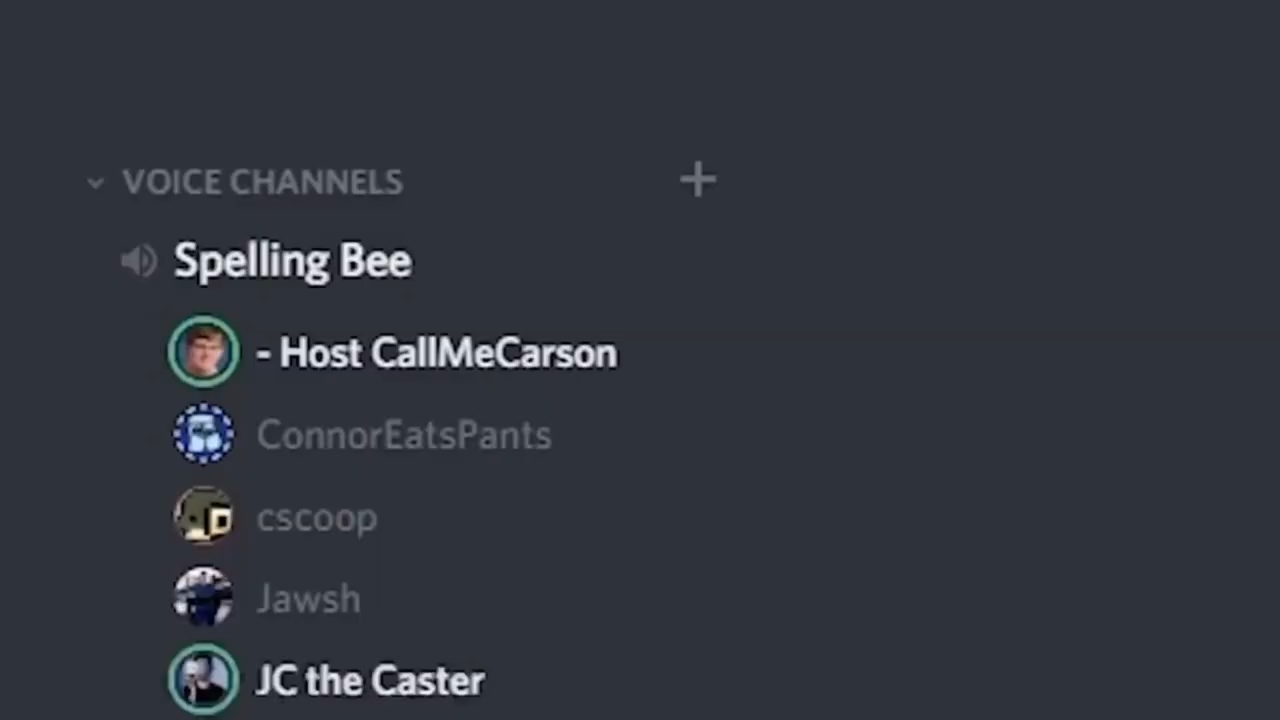 VOICE CHANNELS
Spelling Bee
- Host CallMeCarson
ConnorEatsPants
cscoop
Jawsh
JC the Caster